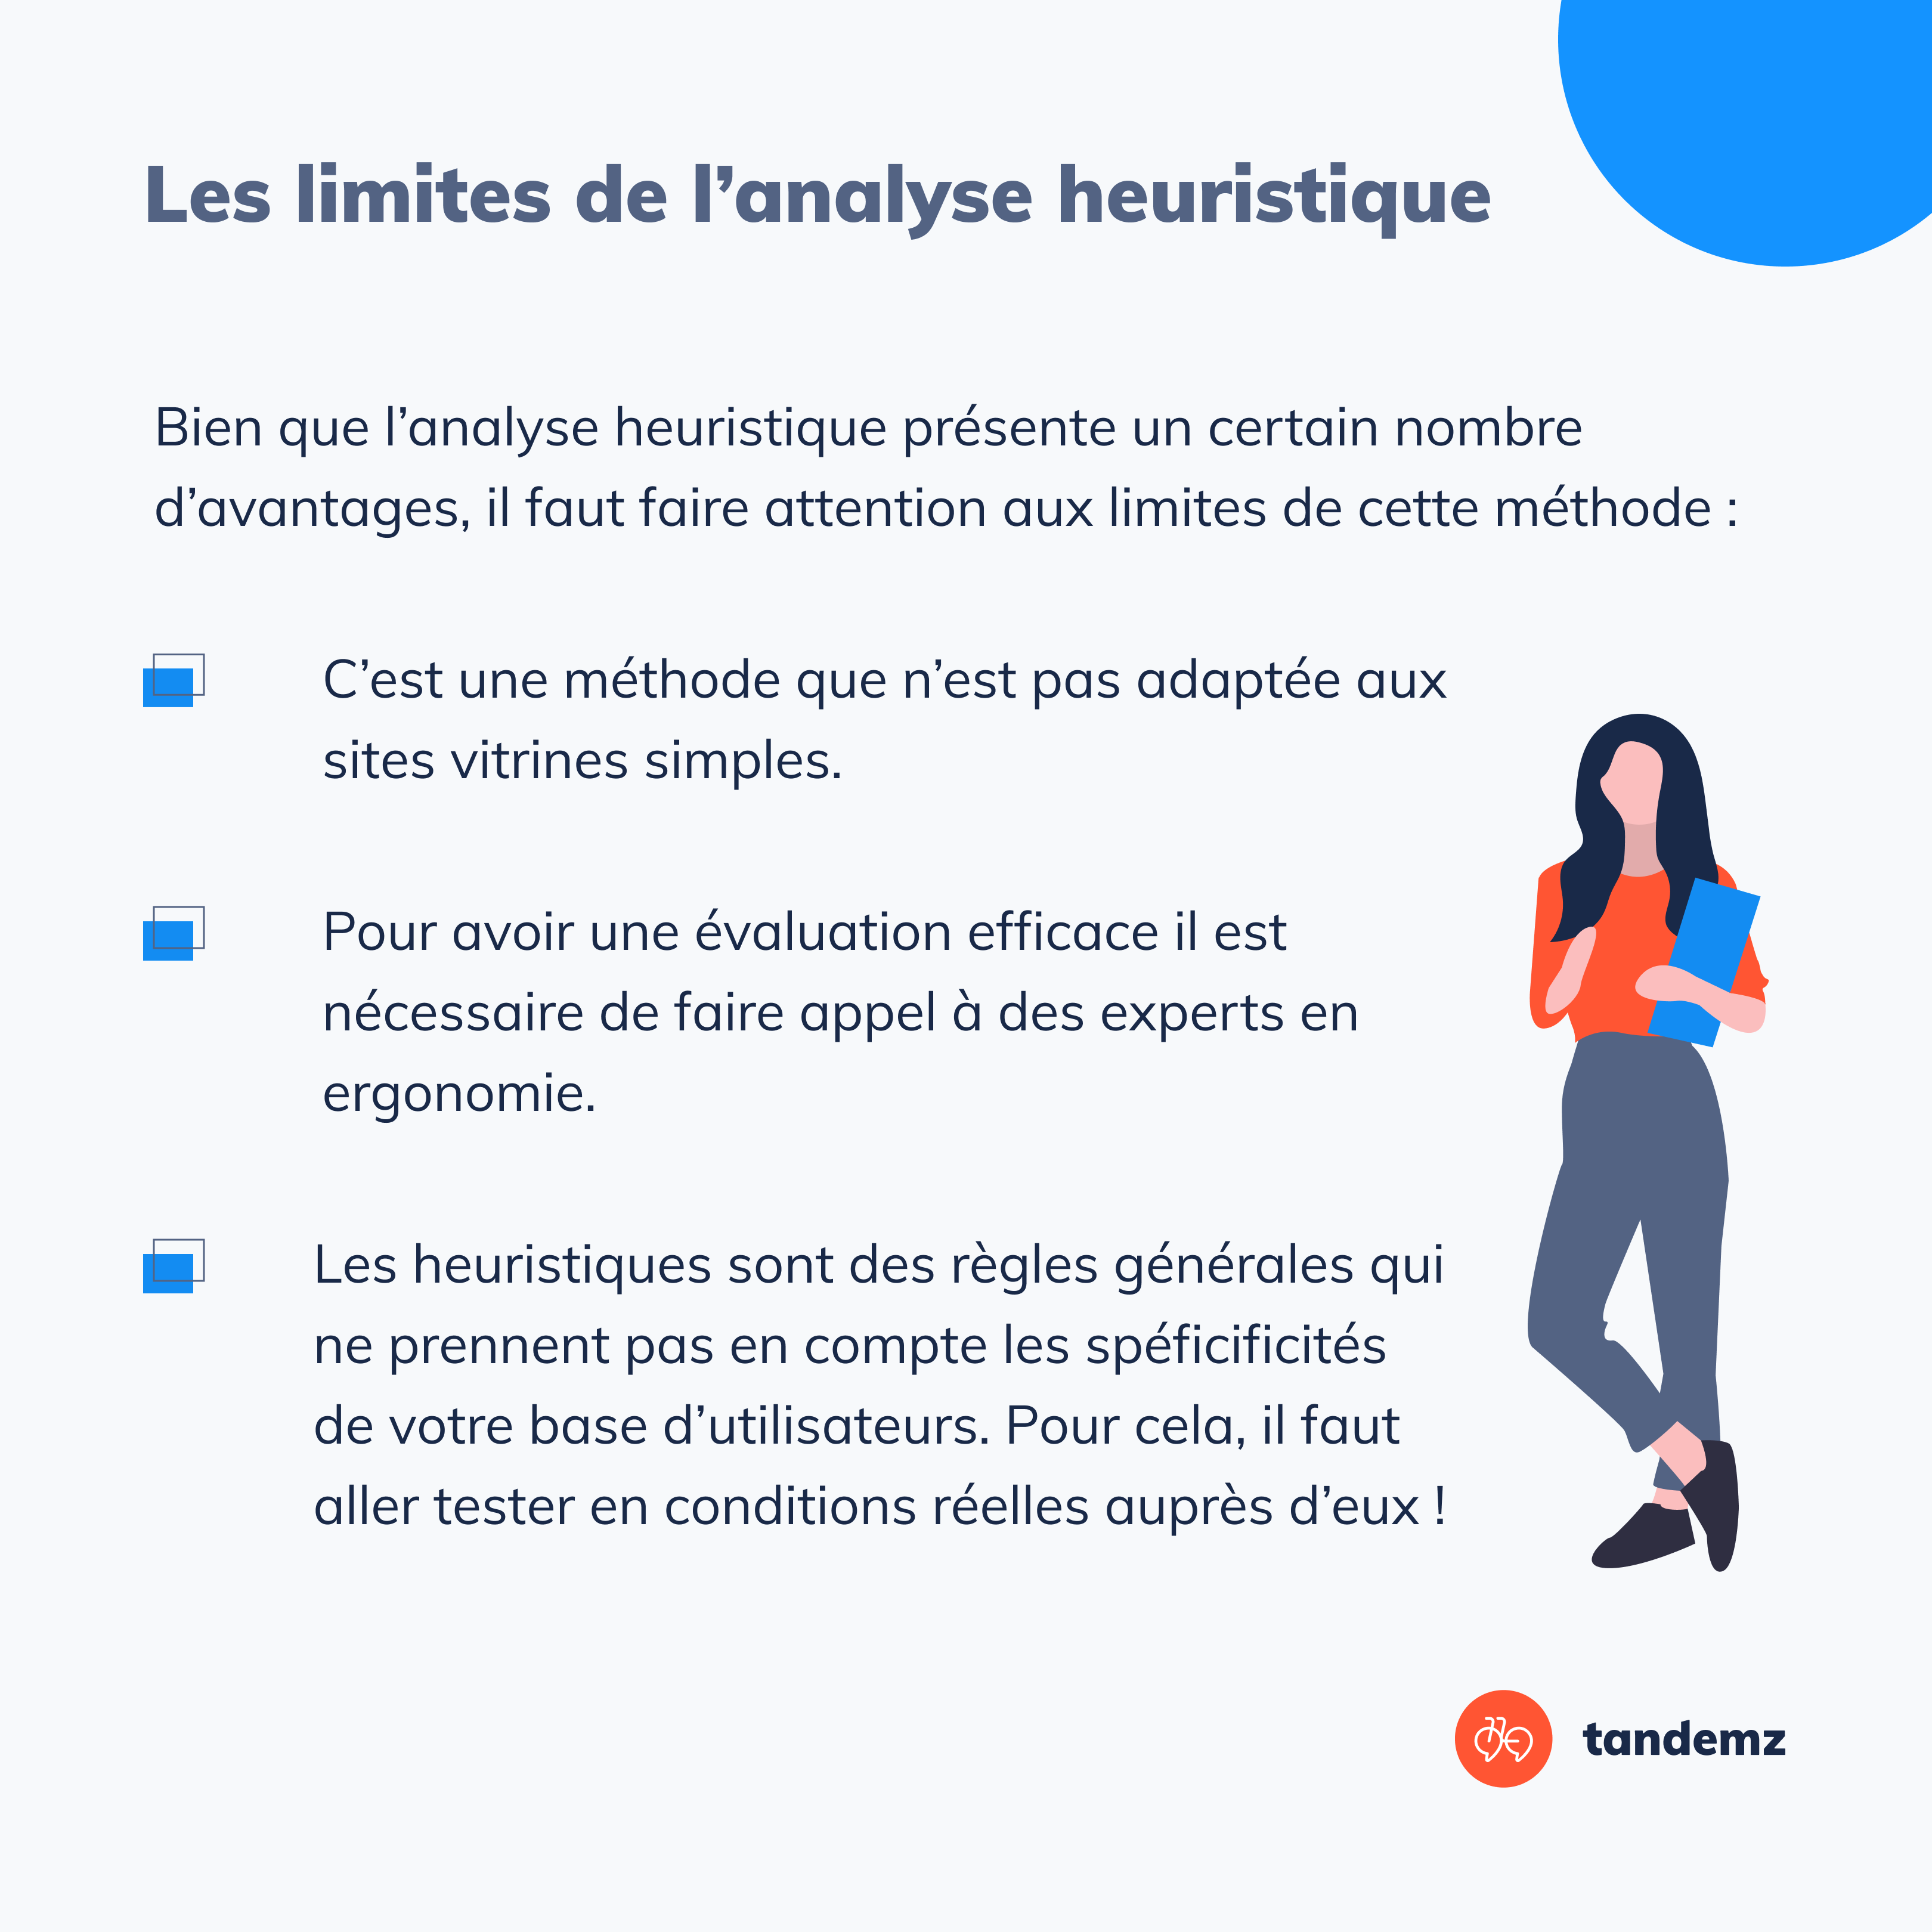 Les limites de l’analyse heuristique
Bien que l’analyse heuristique présente un certain nombre
d’avantages, il faut faire attention aux limites de cette méthode :
C’est une méthode que n’est pas adaptée aux
sites vitrines simples.
Pour avoir une évaluation efficace il est
nécessaire de faire appel à des experts en
ergonomie.
Les heuristiques sont des règles générales qui
ne prennent pas en compte les spéficificités
de votre base d’utilisateurs. Pour cela, il faut
aller tester en conditions réelles auprès d’eux !
tandemz